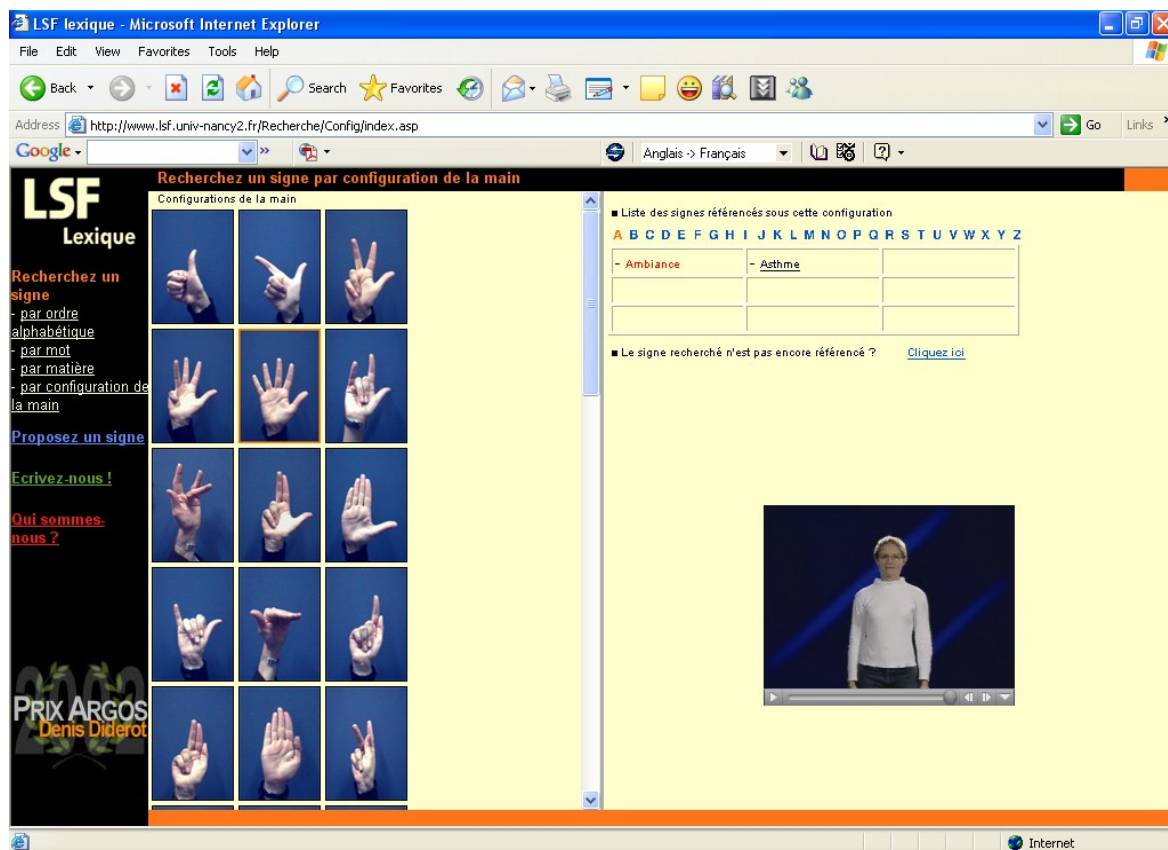 LSF lexique - Microsoft Internet Explorer
File Edit View Favorites Tools Help
Back Search Favorites
Address http://www.lsf.univ-nancy2.fr/Recherche/Config/index.asp Go Links »
Google Anglais -> Français
LSF
Lexique
Recherchez un signe
- par ordre alphabétique
- par mot
- par matière
- par configuration de la main
Proposez un signe
Ecrivez-nous !
Qui sommes-nous ?
2002
PRIX ARGOS
Denis Diderot
Recherchez un signe par configuration de la main
Configurations de la main
■ Liste des signes référencés sous cette configuration
A B C D E F G H I J K L M N O P Q R S T U V W X Y Z
- Ambiance - Asthme
■ Le signe recherché n'est pas encore référencé ? Cliquez ici
Internet